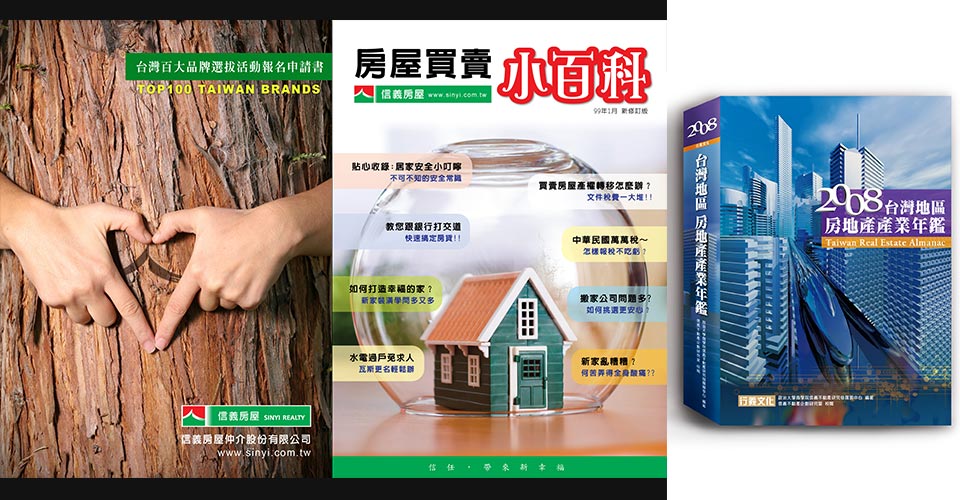 台灣百大品牌選拔活動報名申請書
TOP100 TAIWAN BRANDS
信義房屋 SINYI REALTY
信義房屋仲介股份有限公司
www.sinyi.com.tw
房屋買賣
小百科
信義房屋 www.sinyi.com.tw
99年1月 新修訂版
貼心收錄：居家安全小叮嚀
不可不知的安全常識
買賣房屋產權轉移怎麼辦？
文件稅費一大堆!!
教您跟銀行打交道
快速搞定房貸!!
中華民國萬萬稅～
怎樣報稅不吃虧？
如何打造幸福的家？
新家裝潢學問多又多
搬家公司問題多?
如何挑選更安心？
水電過戶免求人
瓦斯更名輕鬆辦
新家亂糟糟？
何苦弄得全身酸痛??
信任・帶來新幸福
2008
台灣地區 房地產產業年鑑
2008 台灣地區
房地產產業年鑑
Taiwan Real Estate Almanac
行義文化